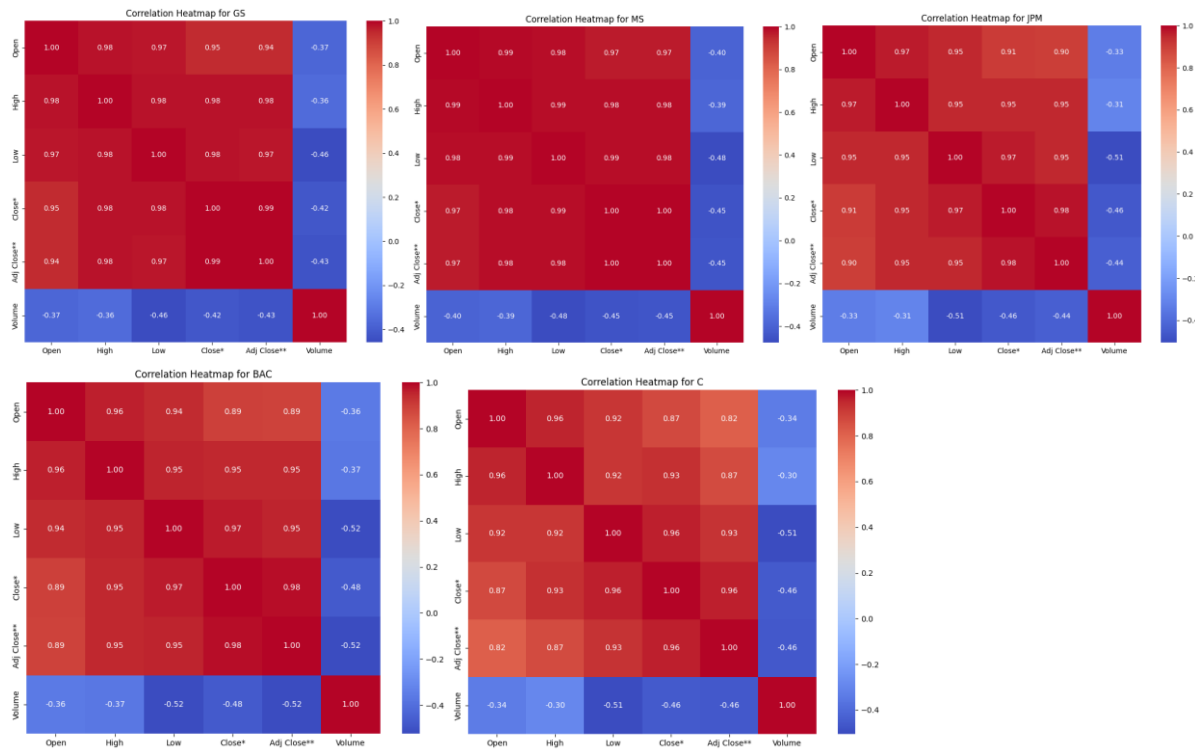 Correlation Heatmap for GS
Open 1.00 0.98 0.97 0.95 0.94 -0.37
High 0.98 1.00 0.98 0.98 0.98 -0.36
Low 0.97 0.98 1.00 0.98 0.97 -0.46
Close* 0.95 0.98 0.98 1.00 0.99 -0.42
Adj Close** 0.94 0.98 0.97 0.99 1.00 -0.43
Volume -0.37 -0.36 -0.46 -0.42 -0.43 1.00
Open High Low Close* Adj Close** Volume
1.0
0.8
0.6
0.4
0.2
0.0
−0.2
−0.4
Correlation Heatmap for MS
Open 1.00 0.99 0.98 0.97 0.97 -0.40
High 0.99 1.00 0.99 0.98 0.98 -0.39
Low 0.98 0.99 1.00 0.99 0.98 -0.48
Close* 0.97 0.98 0.99 1.00 1.00 -0.45
Adj Close** 0.97 0.98 0.98 1.00 1.00 -0.45
Volume -0.40 -0.39 -0.48 -0.45 -0.45 1.00
Open High Low Close* Adj Close** Volume
1.0
0.8
0.6
0.4
0.2
0.0
−0.2
−0.4
Correlation Heatmap for JPM
Open 1.00 0.97 0.95 0.91 0.90 -0.33
High 0.97 1.00 0.95 0.95 0.95 -0.31
Low 0.95 0.95 1.00 0.97 0.95 -0.51
Close* 0.91 0.95 0.97 1.00 0.98 -0.46
Adj Close** 0.90 0.95 0.95 0.98 1.00 -0.44
Volume -0.33 -0.31 -0.51 -0.46 -0.44 1.00
Open High Low Close* Adj Close** Volume
1.0
0.8
0.6
0.4
0.2
0.0
−0.2
Correlation Heatmap for BAC
Open 1.00 0.96 0.94 0.89 0.89 -0.36
High 0.96 1.00 0.95 0.95 0.95 -0.37
Low 0.94 0.95 1.00 0.97 0.95 -0.52
Close* 0.89 0.95 0.97 1.00 0.98 -0.48
Adj Close** 0.89 0.95 0.95 0.98 1.00 -0.52
Volume -0.36 -0.37 -0.52 -0.48 -0.52 1.00
Open High Low Close* Adj Close** Volume
1.0
0.8
0.6
0.4
0.2
0.0
−0.2
−0.4
Correlation Heatmap for C
Open 1.00 0.96 0.92 0.87 0.82 -0.34
High 0.96 1.00 0.92 0.93 0.87 -0.30
Low 0.92 0.92 1.00 0.96 0.93 -0.51
Close* 0.87 0.93 0.96 1.00 0.96 -0.46
Adj Close** 0.82 0.87 0.93 0.96 1.00 -0.46
Volume -0.34 -0.30 -0.51 -0.46 -0.46 1.00
Open High Low Close* Adj Close** Volume
1.0
0.8
0.6
0.4
0.2
0.0
−0.2
−0.4